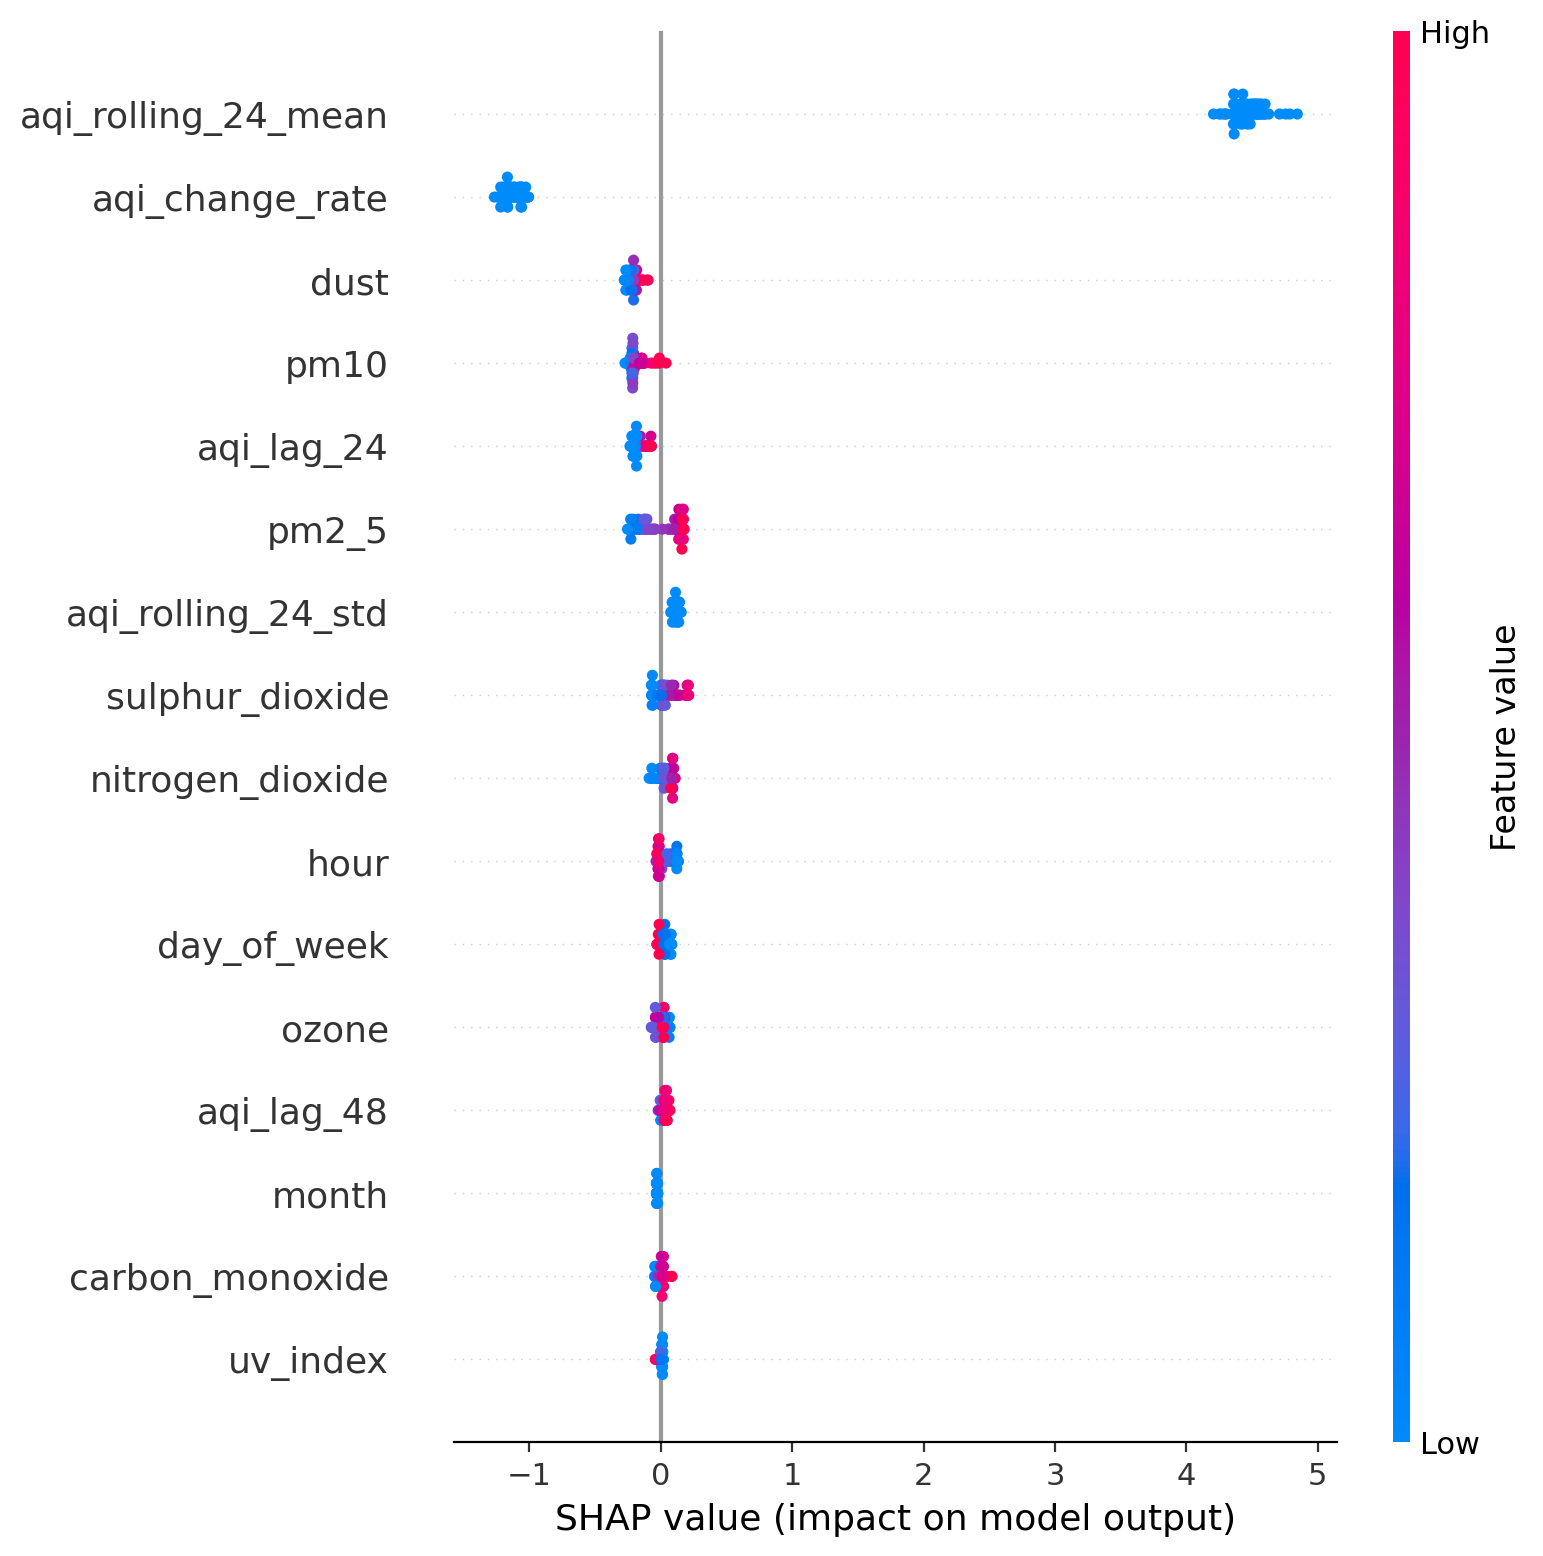 High
aqi_rolling_24_mean
aqi_change_rate
dust
pm10
aqi_lag_24
pm2_5
aqi_rolling_24_std
sulphur_dioxide
nitrogen_dioxide
hour
day_of_week
ozone
aqi_lag_48
month
carbon_monoxide
uv_index
Feature value
Low
−1 0 1 2 3 4 5
SHAP value (impact on model output)